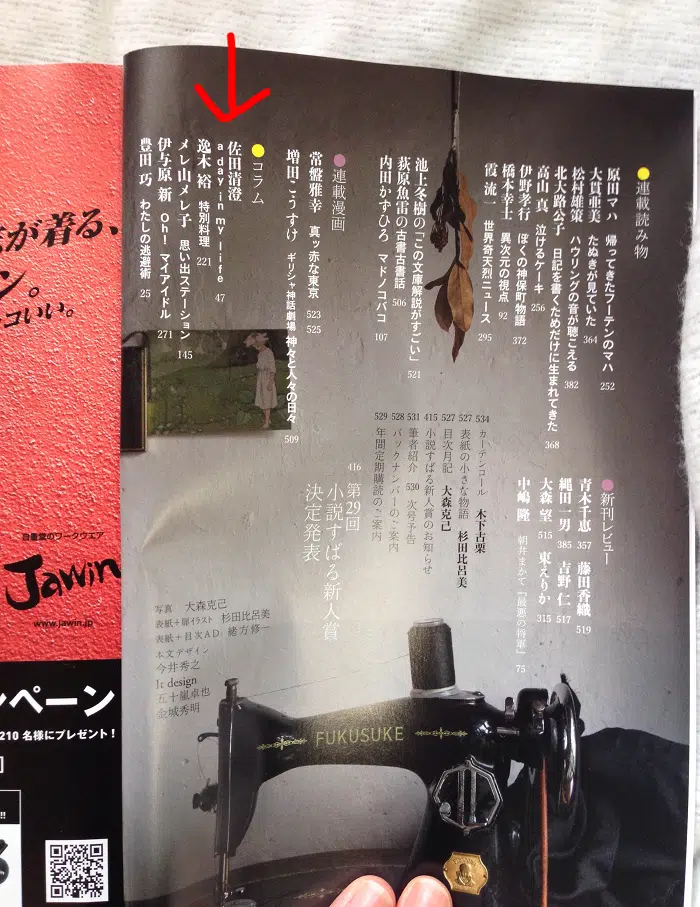 ●連載読み物
原田マハ 帰ってきたフーテンのマハ 252
大貫亜美 たぬきが見ていた 364
松村雄策 ハウリングの音が聴こえる 382
北大路公子 日記を書くためだけに生まれてきた 368
高山 真 泣けるケーキ 256
伊野孝行 ぼくの神保町物語 372
橋本幸士 異次元の視点 92
霞 流一 世界奇天烈ニュース 295
池上冬樹の「この文庫解説がすごい」 521
荻原魚雷の古書古書話 506
内田かずひろ マドノコバコ 107
●連載漫画
常盤雅幸 真ッ赤な東京 523 525
増田こうすけ ギリシャ神話劇場 神々と人々の日々 509
●コラム
佐田清澄 a day in my life 47
逸木 裕 特別料理 221
メレ山メレ子 思い出ステーション 145
伊与原 新 Oh! マイアイドル 271
豊田 巧 わたしの逃避術 25
●新刊レビュー
青木千恵 357 藤田香織 519
縄田一男 385 吉野 仁 517
大森 望 515 東えりか 315
中嶋 隆 朝井まかて『最悪の将軍』 75
534 カーテンコール 木下古栗
527 表紙の小さな物語 杉田比呂美
527 目次月記 大森克己
415 小説すばる新人賞のお知らせ
531 筆者紹介 530 次号予告
528 バックナンバーのご案内
529 年間定期購読のご案内
416 第29回
小説すばる新人賞
決定発表
写真 大森克己
表紙+扉イラスト 杉田比呂美
表紙+目次AD 緒方修一
本文デザイン
今井秀之
It design
五十嵐卓也
金城秀明
FUKUSUKE
が着る、
ン。
コいい。
自重堂のワークウエア
Jawin
www.jawin.jp
ンペーン
210名様にプレゼント!